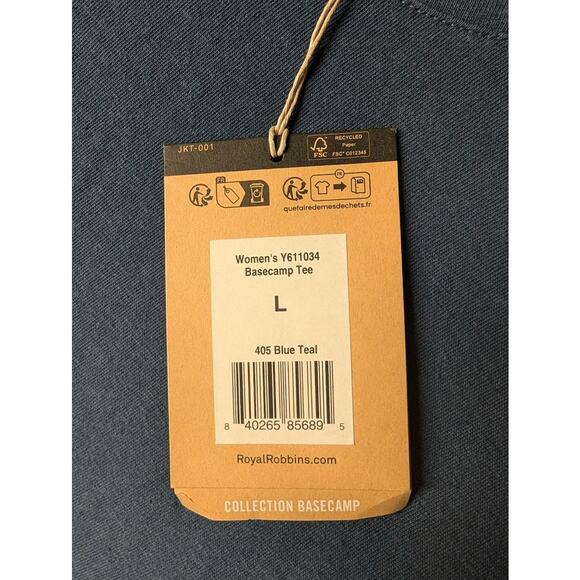 JKT-001
FSC
RECYCLED
Paper
FSC® C012345
FR
FR
quefairedemesdechets.fr
Women's Y611034
Basecamp Tee
L
405 Blue Teal
8 40265 85689 5
RoyalRobbins.com
COLLECTION BASECAMP